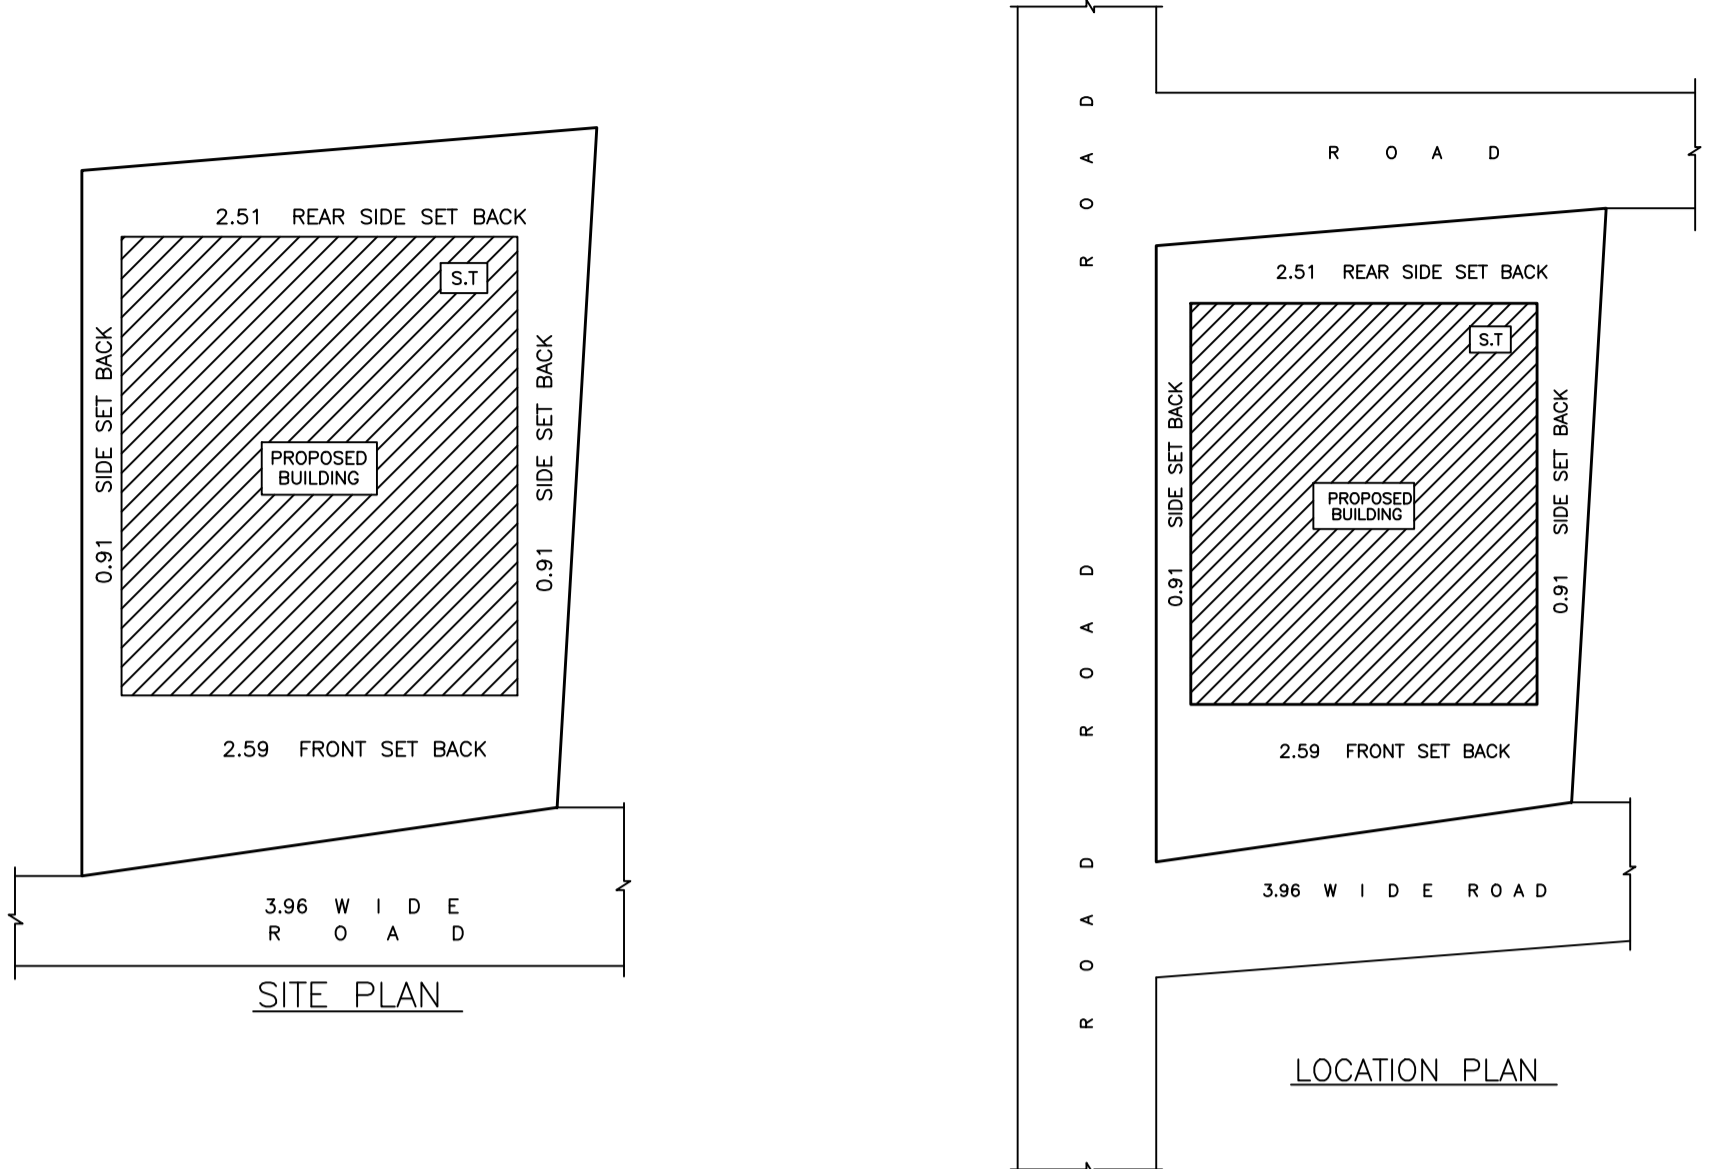 2.51 REAR SIDE SET BACK
S.T
0.91 SIDE SET BACK
PROPOSED
BUILDING
0.91 SIDE SET BACK
2.59 FRONT SET BACK
3.96 W I D E
R O A D
SITE PLAN
R O A D
R O A D
2.51 REAR SIDE SET BACK
S.T
0.91 SIDE SET BACK
PROPOSED
BUILDING
0.91 SIDE SET BACK
R O A D
2.59 FRONT SET BACK
3.96 W I D E R O A D
R O A D
LOCATION PLAN